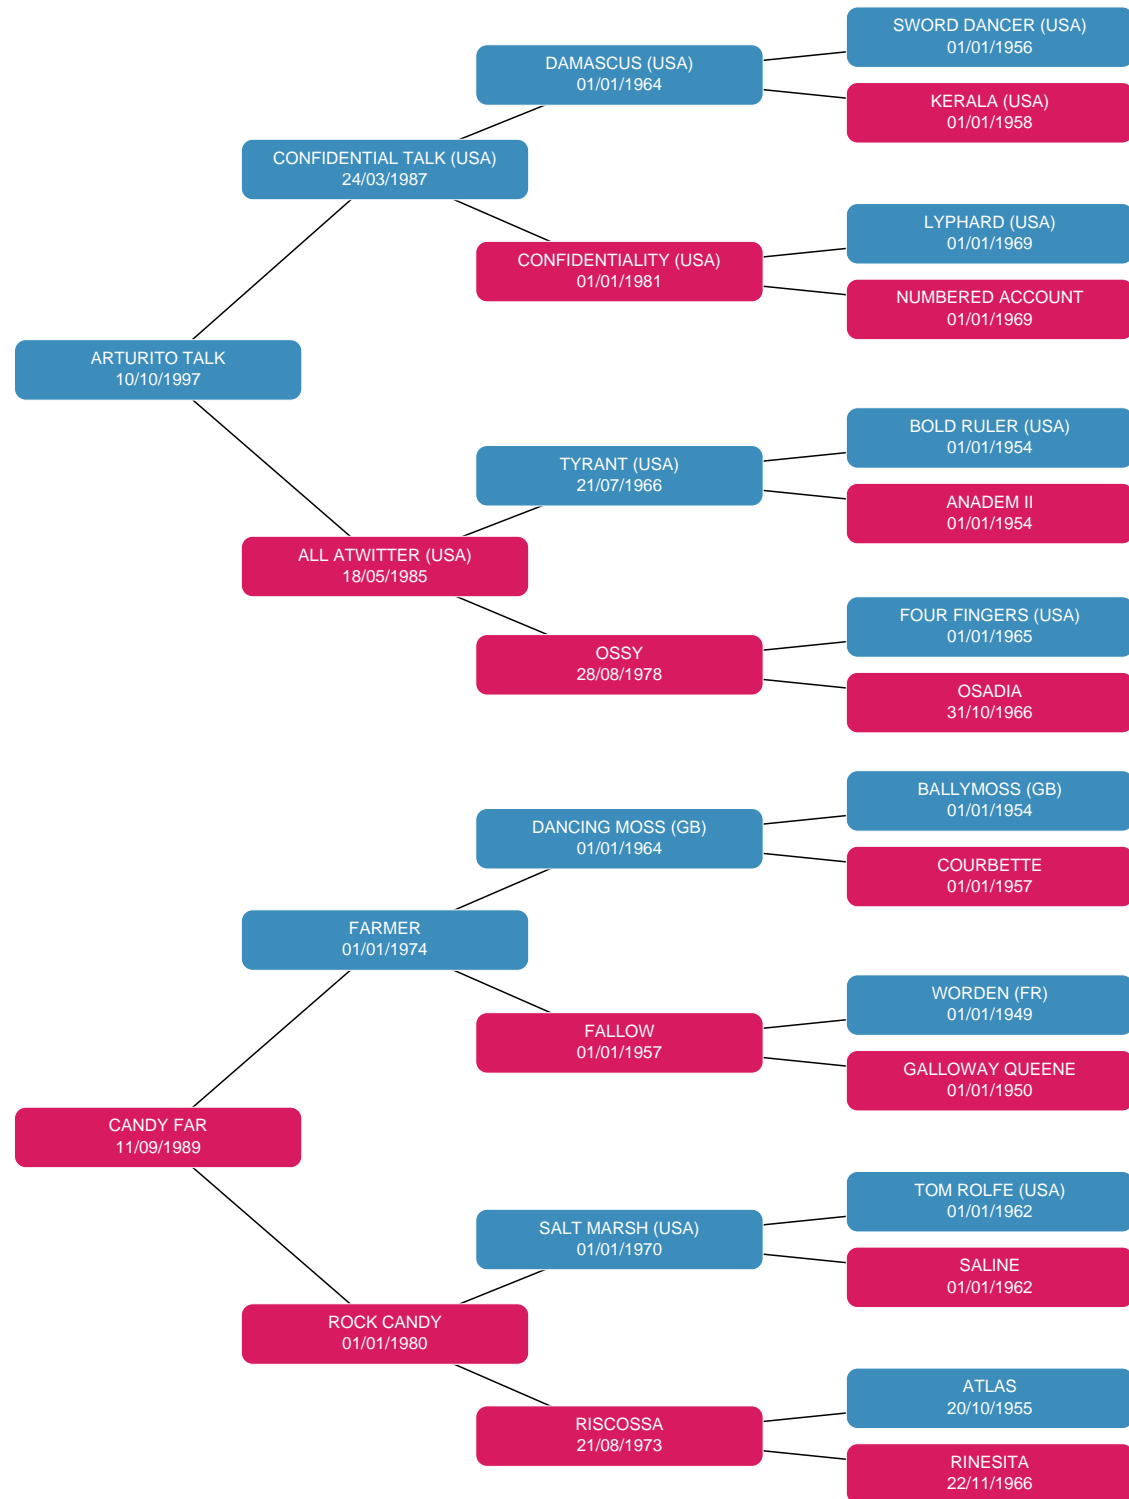 SWORD DANCER (USA)
01/01/1956
DAMASCUS (USA)
01/01/1964
KERALA (USA)
01/01/1958
CONFIDENTIAL TALK (USA)
24/03/1987
LYPHARD (USA)
01/01/1969
CONFIDENTIALITY (USA)
01/01/1981
NUMBERED ACCOUNT
01/01/1969
ARTURITO TALK
10/10/1997
BOLD RULER (USA)
01/01/1954
TYRANT (USA)
21/07/1966
ANADEM II
01/01/1954
ALL ATWITTER (USA)
18/05/1985
FOUR FINGERS (USA)
01/01/1965
OSSY
28/08/1978
OSADIA
31/10/1966
BALLYMOSS (GB)
01/01/1954
DANCING MOSS (GB)
01/01/1964
COURBETTE
01/01/1957
FARMER
01/01/1974
WORDEN (FR)
01/01/1949
FALLOW
01/01/1957
GALLOWAY QUEENE
01/01/1950
CANDY FAR
11/09/1989
TOM ROLFE (USA)
01/01/1962
SALT MARSH (USA)
01/01/1970
SALINE
01/01/1962
ROCK CANDY
01/01/1980
ATLAS
20/10/1955
RISCOSSA
21/08/1973
RINESITA
22/11/1966